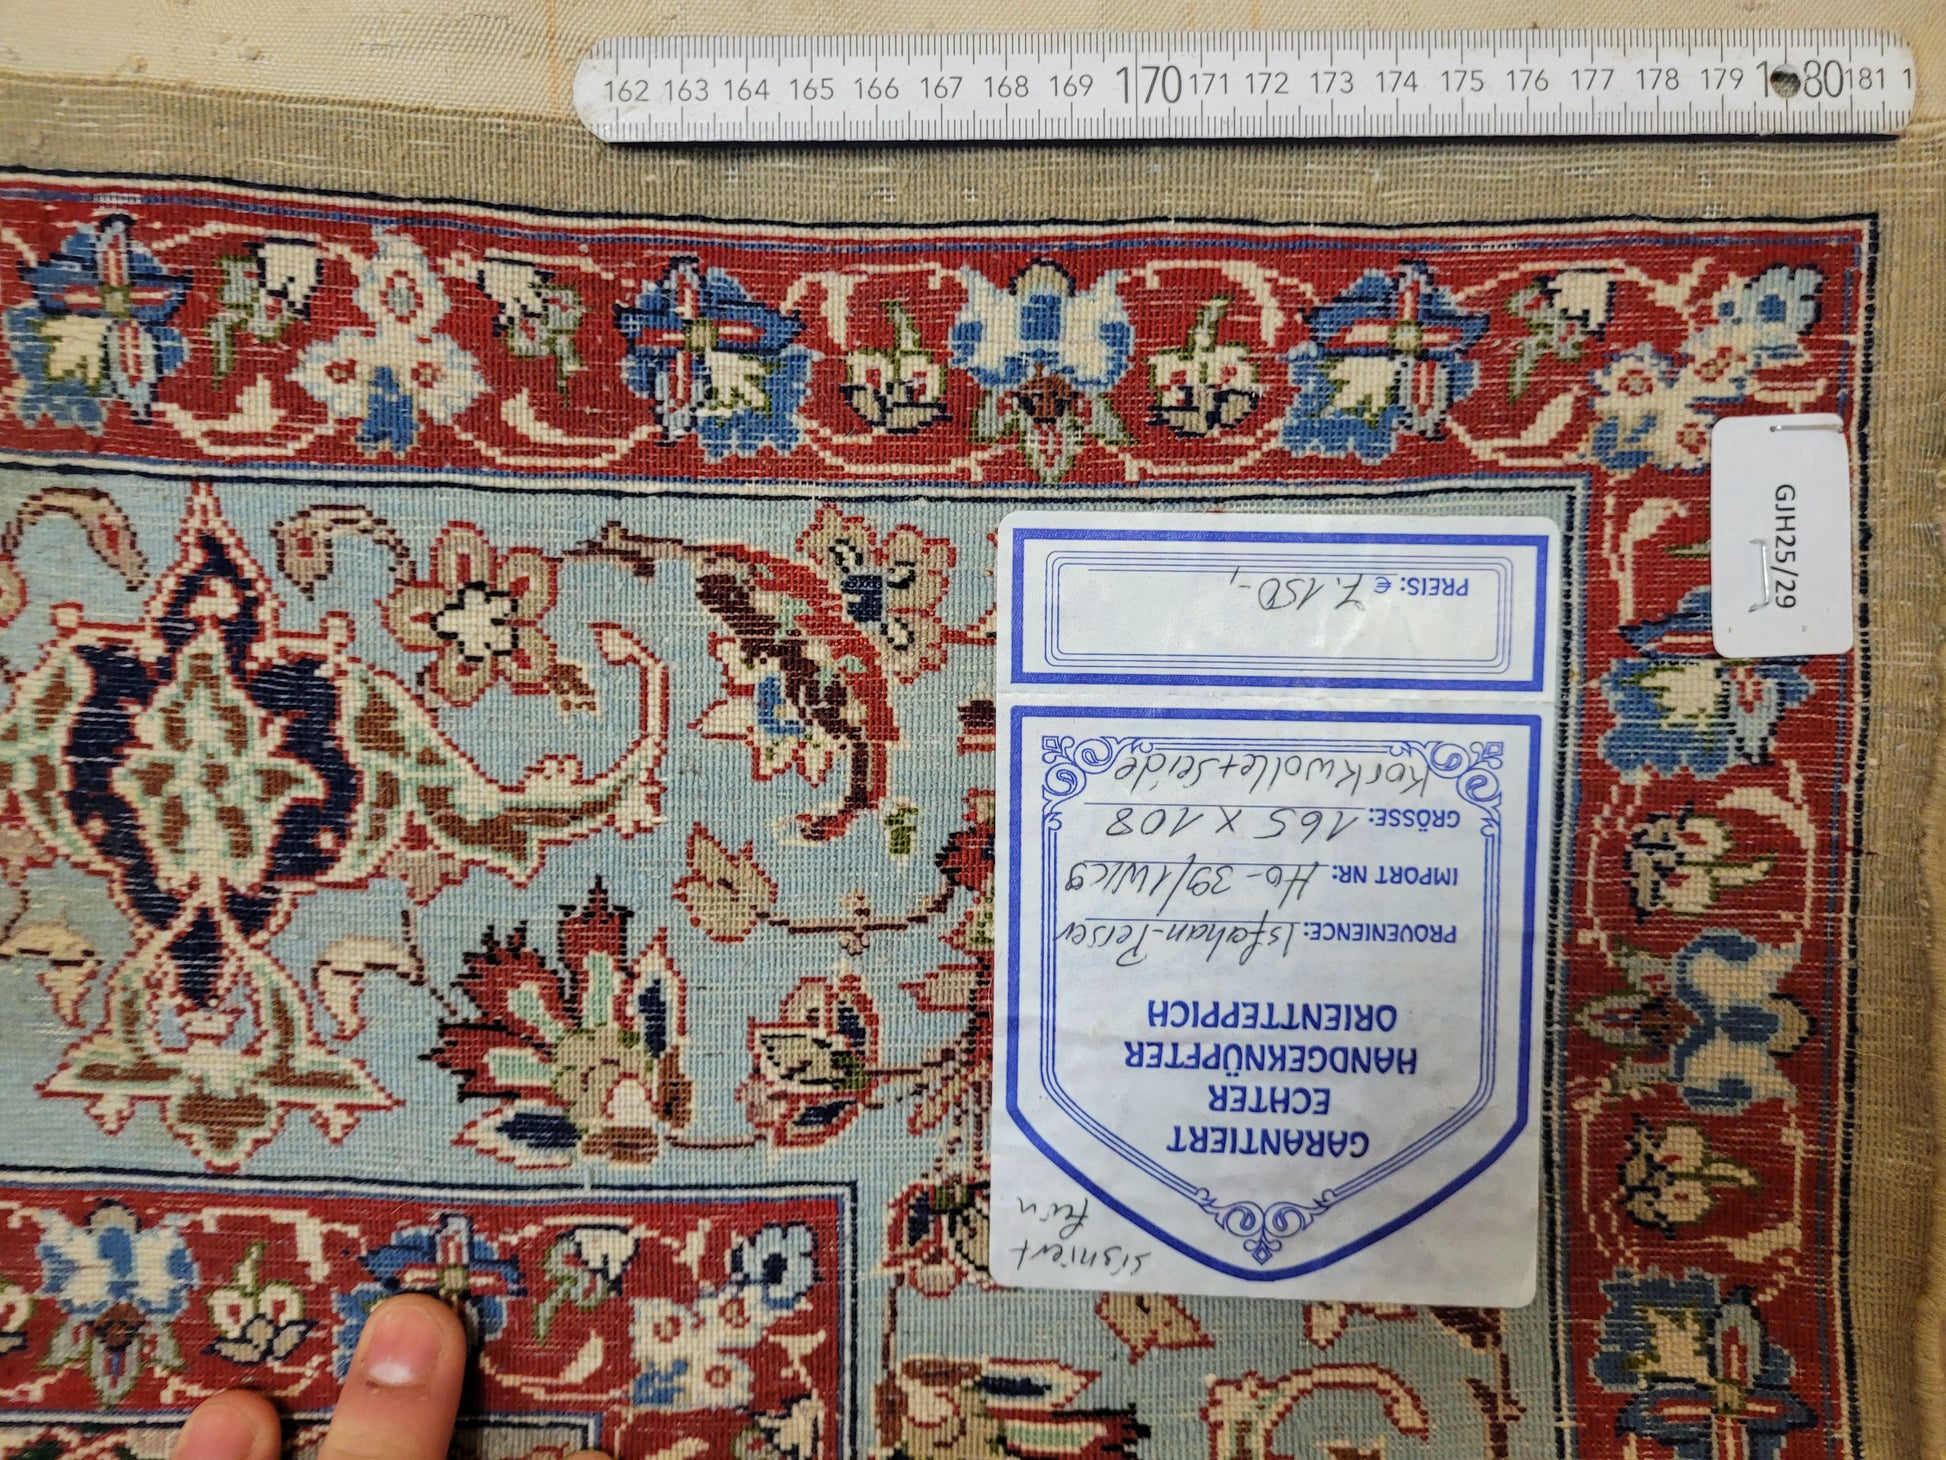 162 163 164 165 166 167 168 169 170 171 172 173 174 175 176 177 178 179 180 181 1
GJH25/29
signiert
fein
GARANTIERT
ECHTER
HANDGEKNÜPFTER
ORIENTTEPPICH
PROVENIENCE: Isfahan-Perser
IMPORT NR: Ho-39/1WIC9
GRÖSSE: 165 x 108
Korkwolle+Seide
PREIS: € 7.150-,